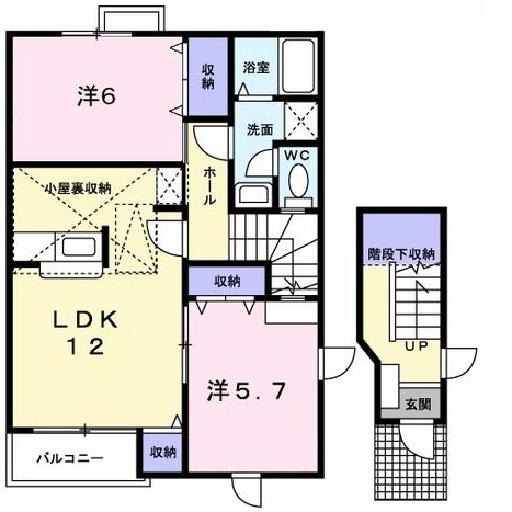 洋6
収納
浴室
洗面
WC
ホール
小屋裏収納
LDK
12
収納
洋5.7
バルコニー
収納
階段下収納
UP
玄関